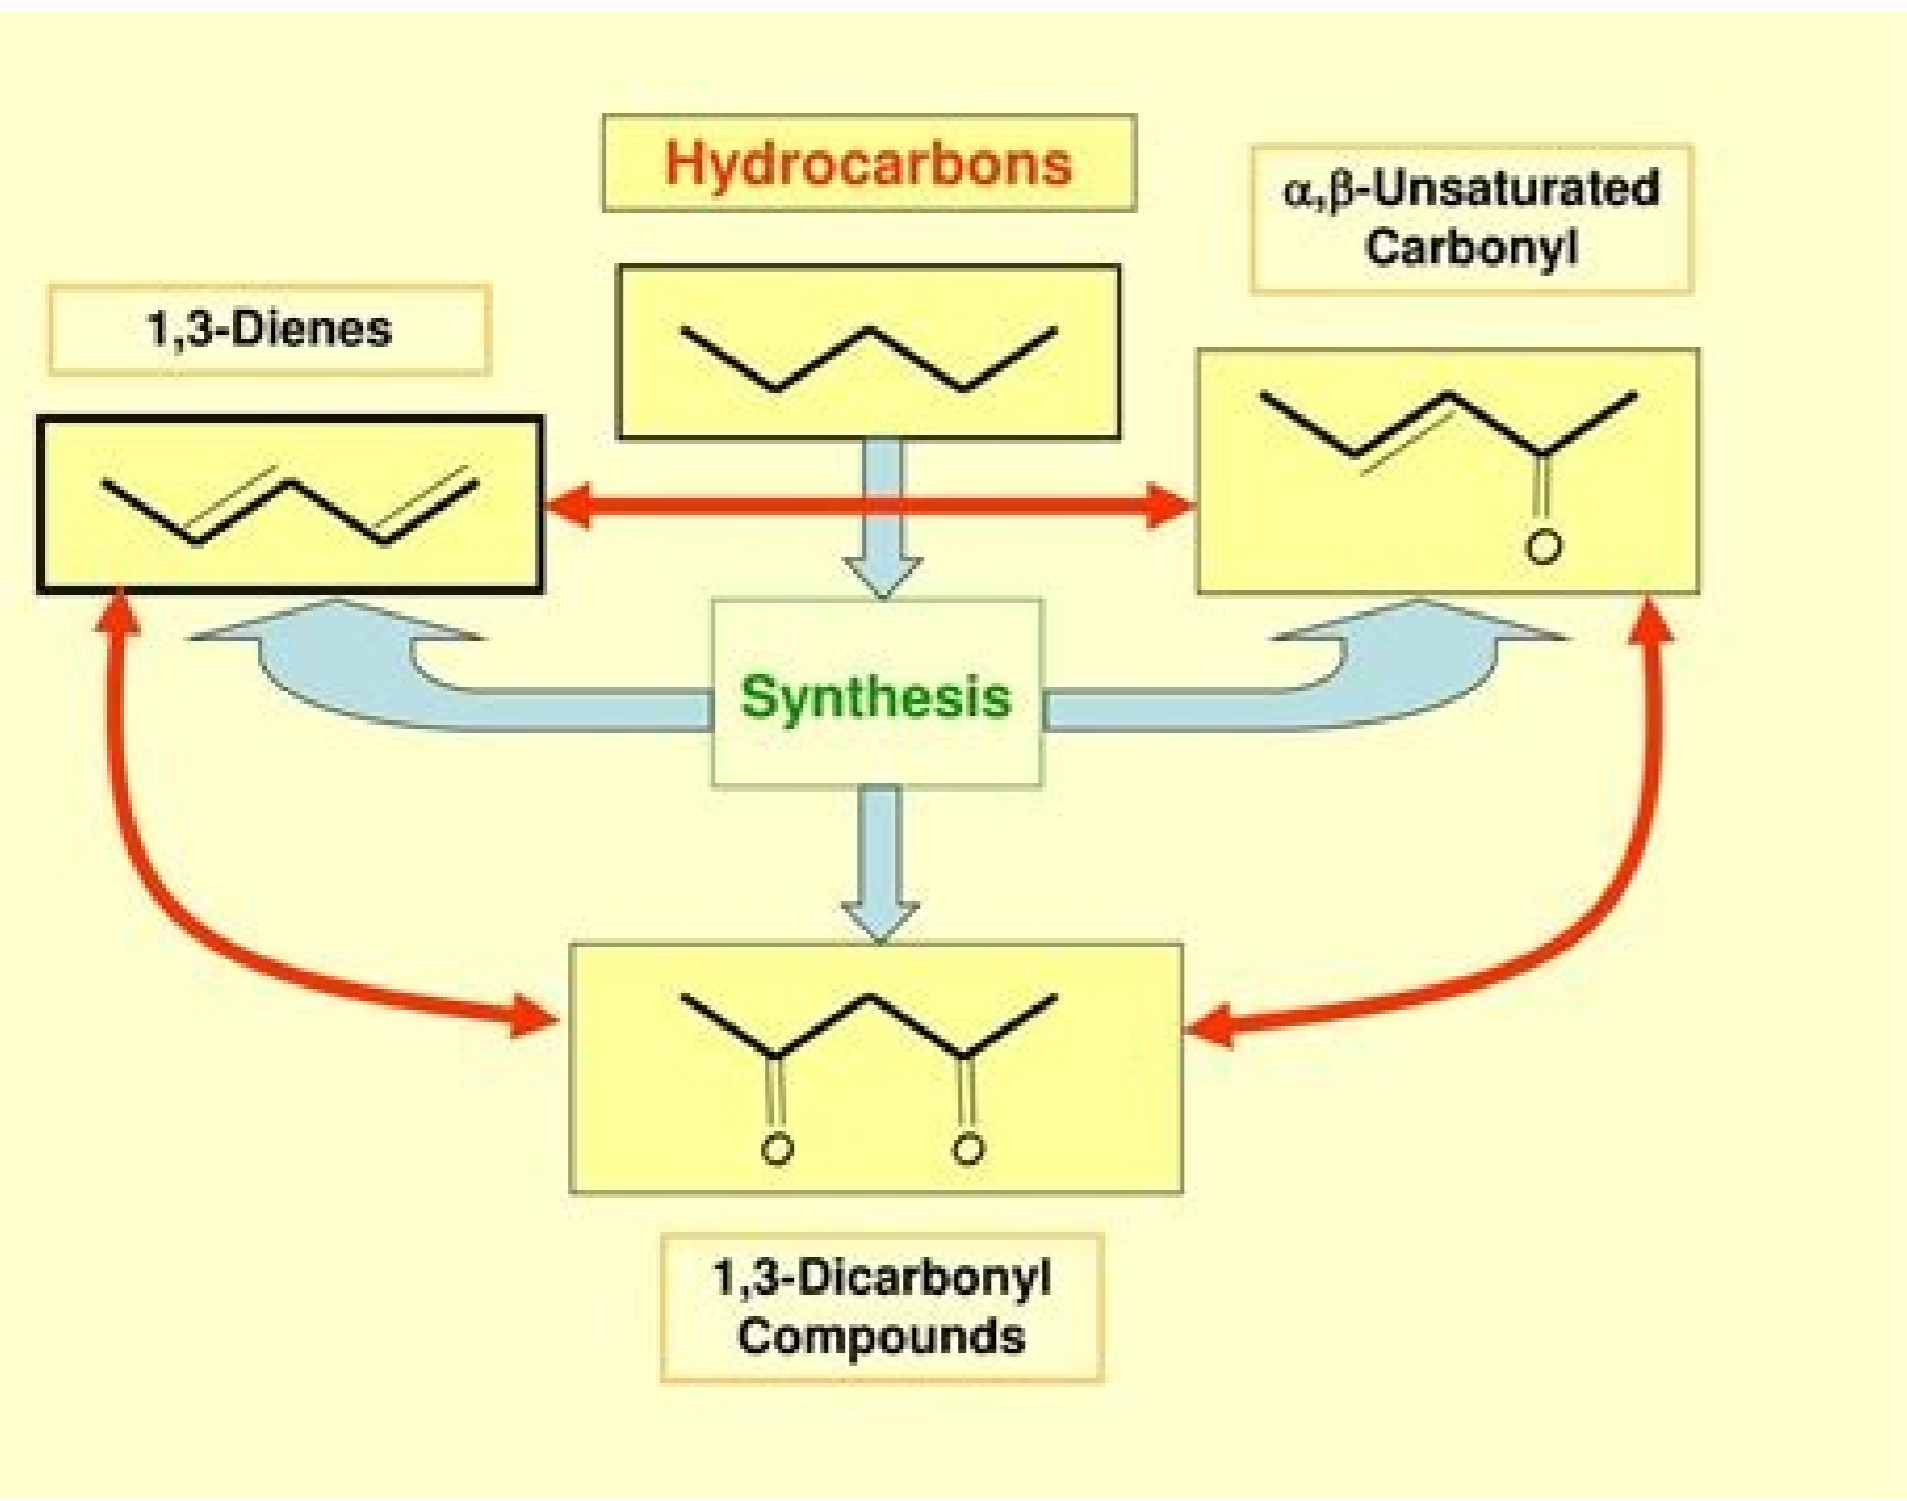 Hydrocarbons
α,β-Unsaturated
Carbonyl
1,3-Dienes
O
Synthesis
O
O
1,3-Dicarbonyl
Compounds